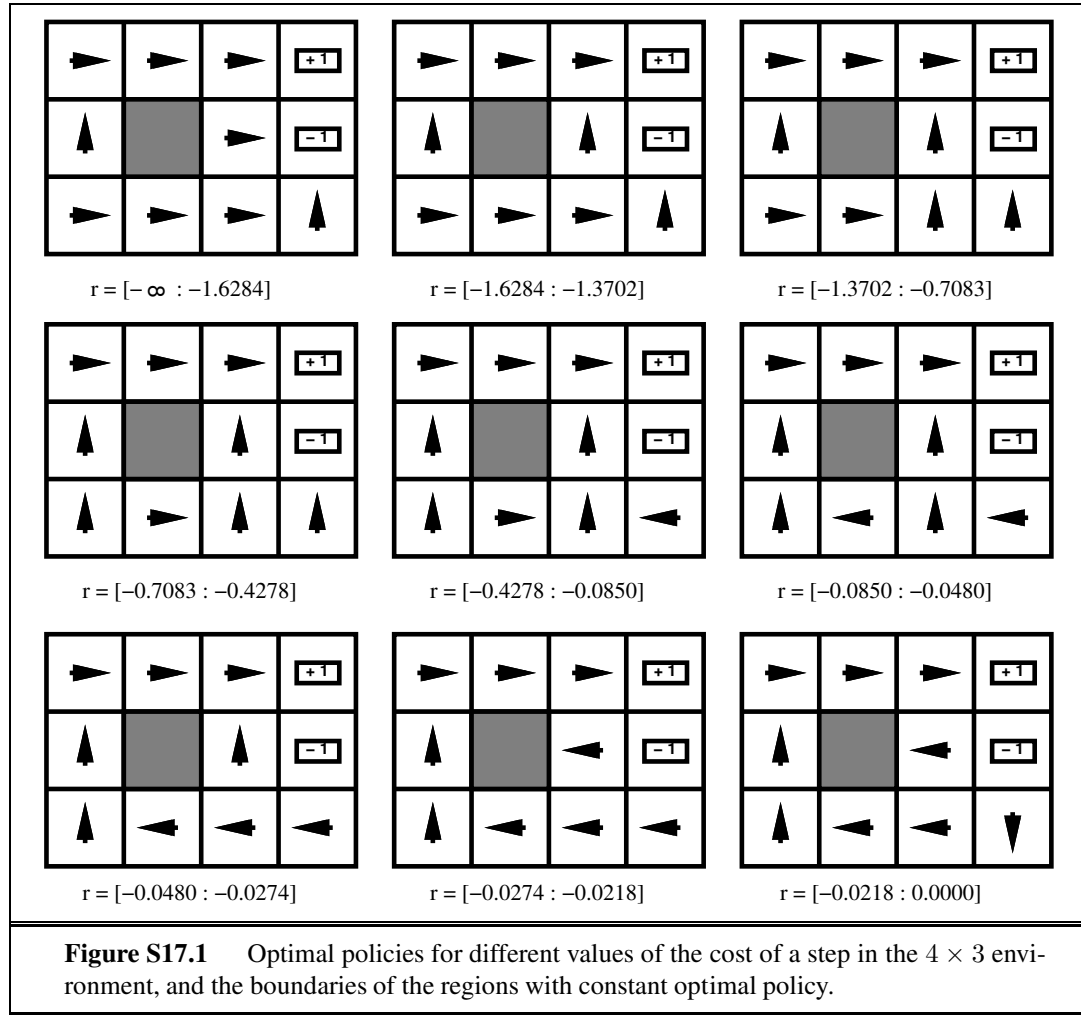 +1 +1 +1
−1 −1 −1
r = [−∞ : −1.6284] r = [−1.6284 : −1.3702] r = [−1.3702 : −0.7083]
+1 +1 +1
−1 −1 −1
r = [−0.7083 : −0.4278] r = [−0.4278 : −0.0850] r = [−0.0850 : −0.0480]
+1 +1 +1
−1 −1 −1
r = [−0.0480 : −0.0274] r = [−0.0274 : −0.0218] r = [−0.0218 : 0.0000]
Figure S17.1 Optimal policies for different values of the cost of a step in the 4 × 3 envi-
ronment, and the boundaries of the regions with constant optimal policy.